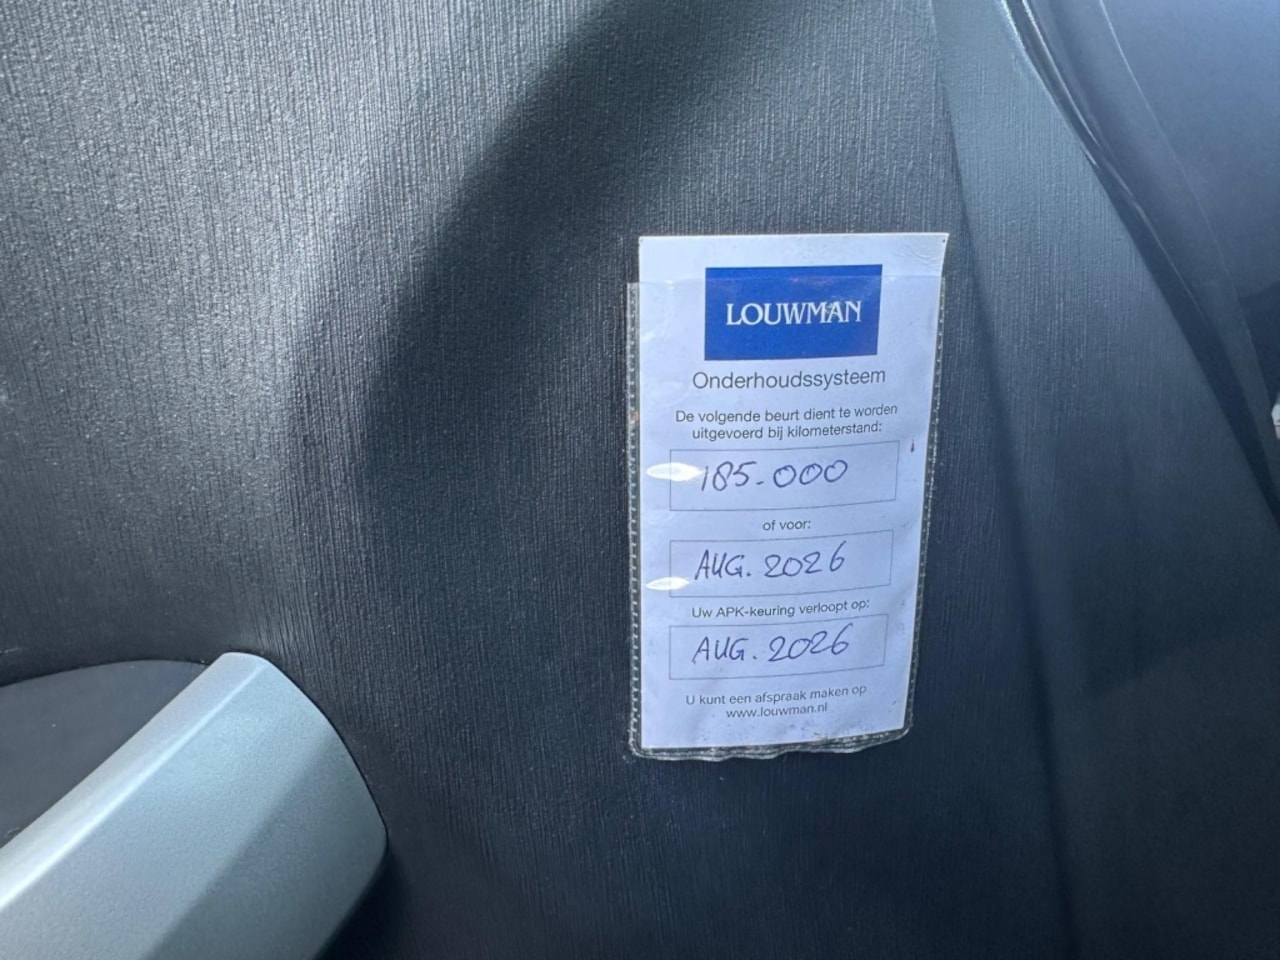 LOUWMAN
Onderhoudssysteem
De volgende beurt dient te worden
uitgevoerd bij kilometerstand:
185.000
of voor:
AUG. 2026
Uw APK-keuring verloopt op:
AUG. 2026
U kunt een afspraak maken op
www.louwman.nl